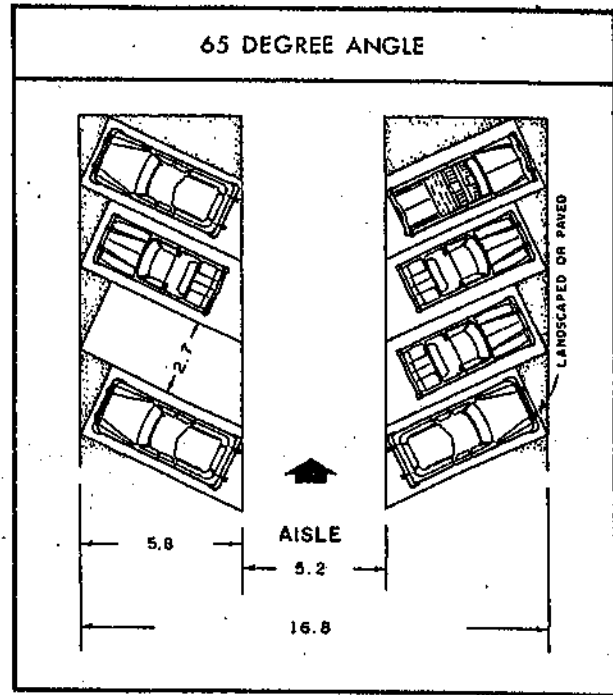 65 DEGREE ANGLE
LANDSCAPED OR PAVED
2.7
AISLE
5.8
5.2
16.8